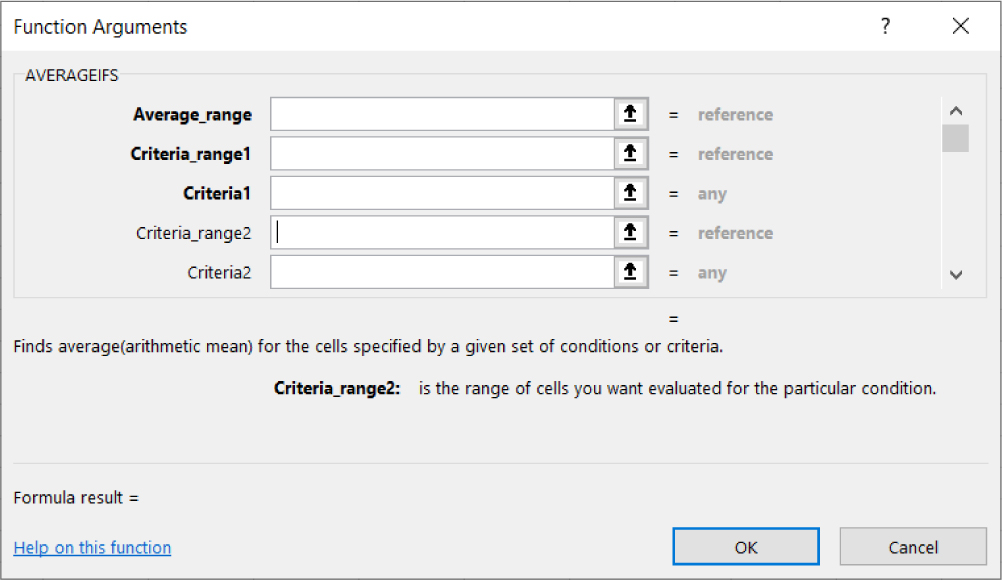 Function Arguments ?
AVERAGEIFS
Average_range = reference
Criteria_range1 = reference
Criteria1 = any
Criteria_range2 = reference
Criteria2 = any
=
Finds average(arithmetic mean) for the cells specified by a given set of conditions or criteria.
Criteria_range2: is the range of cells you want evaluated for the particular condition.
Formula result =
Help on this function OK Cancel